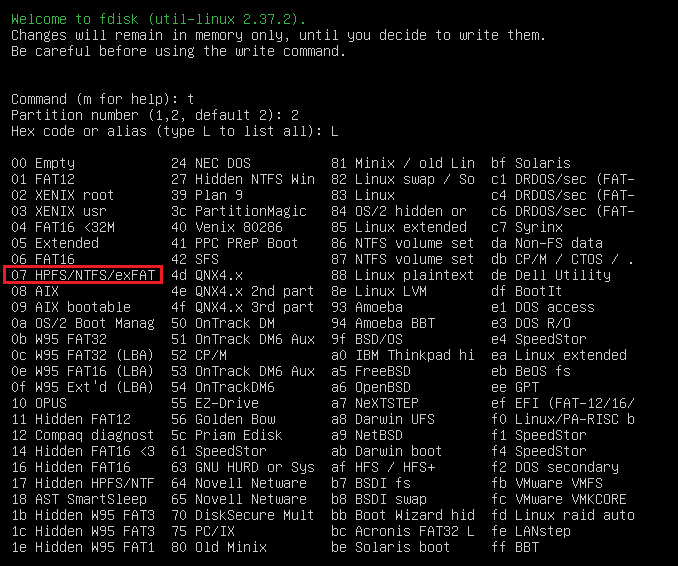 Welcome to fdisk (util-linux 2.37.2).
Changes will remain in memory only, until you decide to write them.
Be careful before using the write command.
Command (m for help): t
Partition number (1,2, default 2): 2
Hex code or alias (type L to list all): L
00 Empty 24 NEC DOS 81 Minix / old Lin bf Solaris
01 FAT12 27 Hidden NTFS Win 82 Linux swap / So c1 DRDOS/sec (FAT-
02 XENIX root 39 Plan 9 83 Linux c4 DRDOS/sec (FAT-
03 XENIX usr 3c PartitionMagic 84 OS/2 hidden or c6 DRDOS/sec (FAT-
04 FAT16 <32M 40 Venix 80286 85 Linux extended c7 Syrinx
05 Extended 41 PPC PReP Boot 86 NTFS volume set da Non-FS data
06 FAT16 42 SFS 87 NTFS volume set db CP/M / CTOS / .
07 HPFS/NTFS/exFAT 4d QNX4.x 88 Linux plaintext de Dell Utility
08 AIX 4e QNX4.x 2nd part 8e Linux LVM df BootIt
09 AIX bootable 4f QNX4.x 3rd part 93 Amoeba e1 DOS access
0a OS/2 Boot Manag 50 OnTrack DM 94 Amoeba BBT e3 DOS R/O
0b W95 FAT32 51 OnTrack DM6 Aux 9f BSD/OS e4 SpeedStor
0c W95 FAT32 (LBA) 52 CP/M a0 IBM Thinkpad hi ea Linux extended
0e W95 FAT16 (LBA) 53 OnTrack DM6 Aux a5 FreeBSD eb BeOS fs
0f W95 Ext'd (LBA) 54 OnTrackDM6 a6 OpenBSD ee GPT
10 OPUS 55 EZ-Drive a7 NeXTSTEP ef EFI (FAT-12/16/
11 Hidden FAT12 56 Golden Bow a8 Darwin UFS f0 Linux/PA-RISC b
12 Compaq diagnost 5c Priam Edisk a9 NetBSD f1 SpeedStor
14 Hidden FAT16 <3 61 SpeedStor ab Darwin boot f4 SpeedStor
16 Hidden FAT16 63 GNU HURD or Sys af HFS / HFS+ f2 DOS secondary
17 Hidden HPFS/NTF 64 Novell Netware b7 BSDI fs fb VMware VMFS
18 AST SmartSleep 65 Novell Netware b8 BSDI swap fc VMware VMKCORE
1b Hidden W95 FAT3 70 DiskSecure Mult bb Boot Wizard hid fd Linux raid auto
1c Hidden W95 FAT3 75 PC/IX bc Acronis FAT32 L fe LANstep
1e Hidden W95 FAT1 80 Old Minix be Solaris boot ff BBT